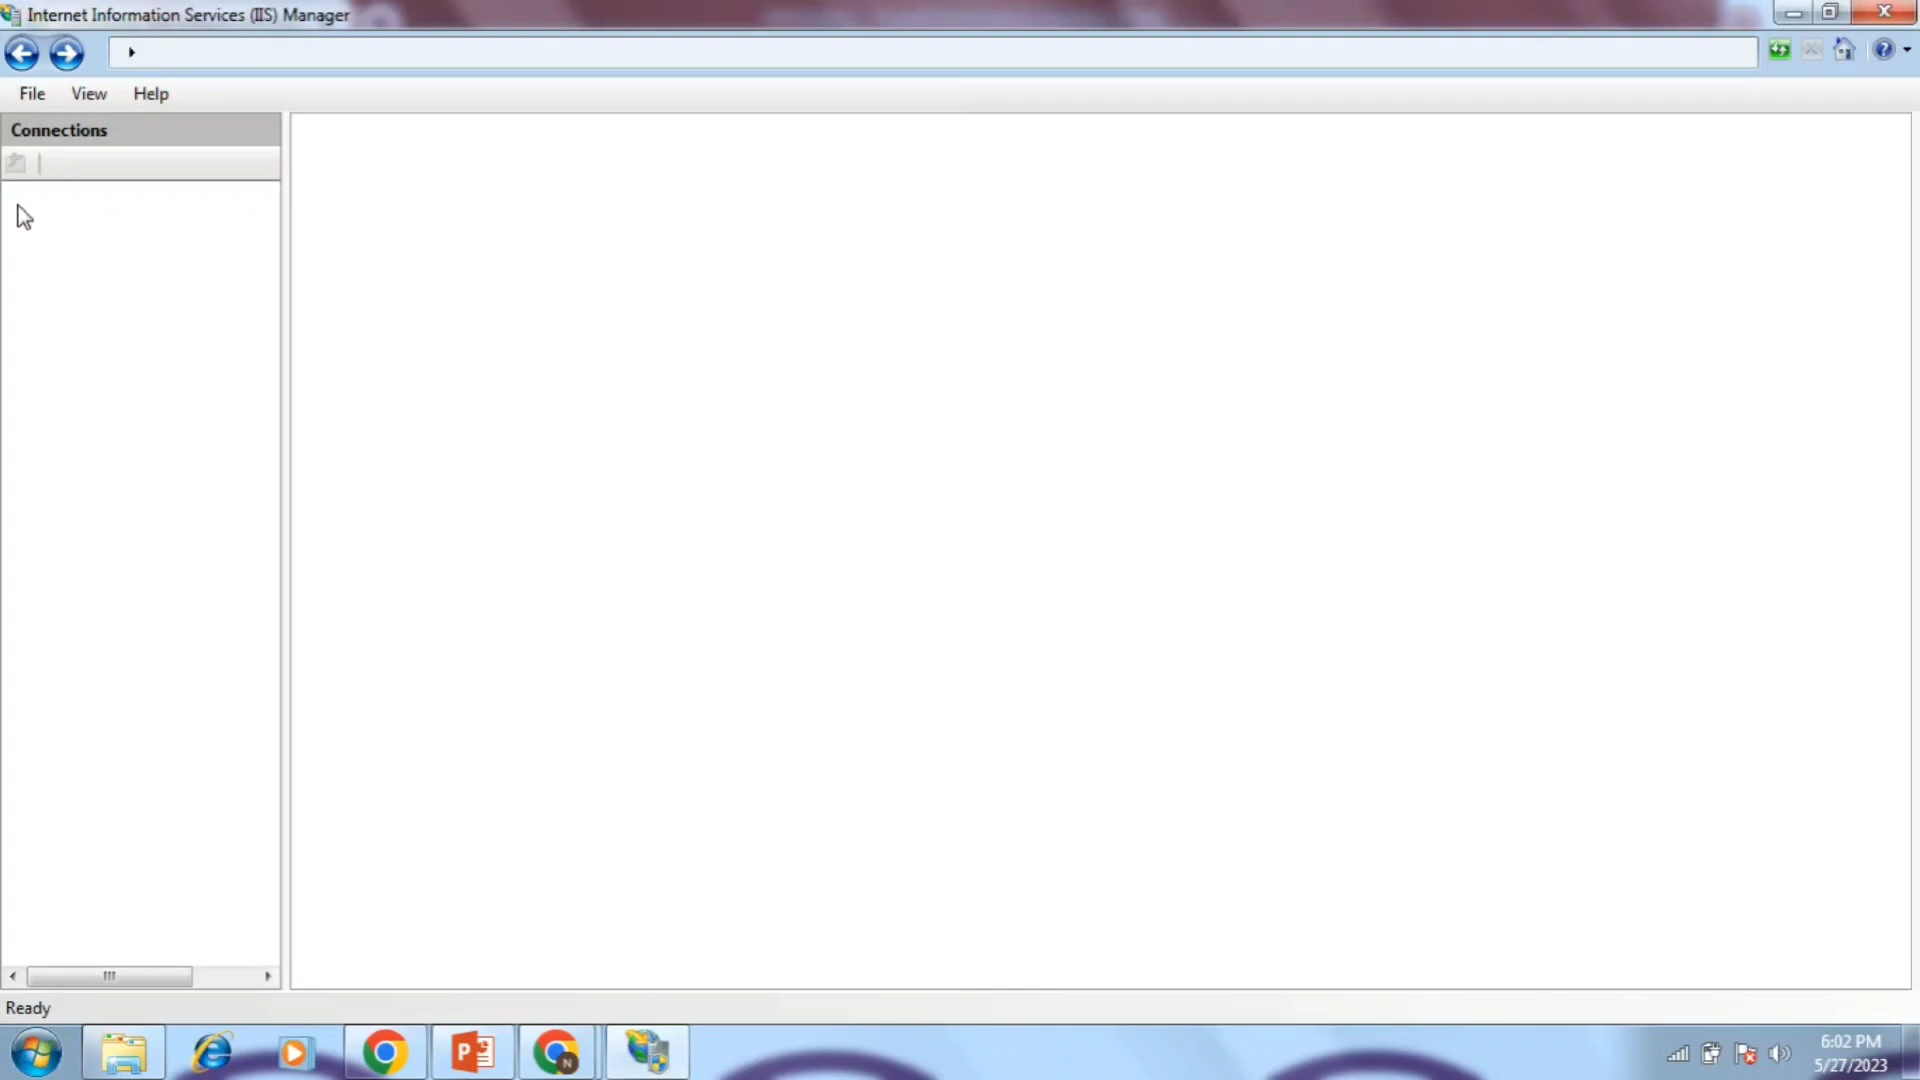 Internet Information Services (IIS) Manager
File View Help
Connections
Ready
N
6:02 PM
5/27/2023